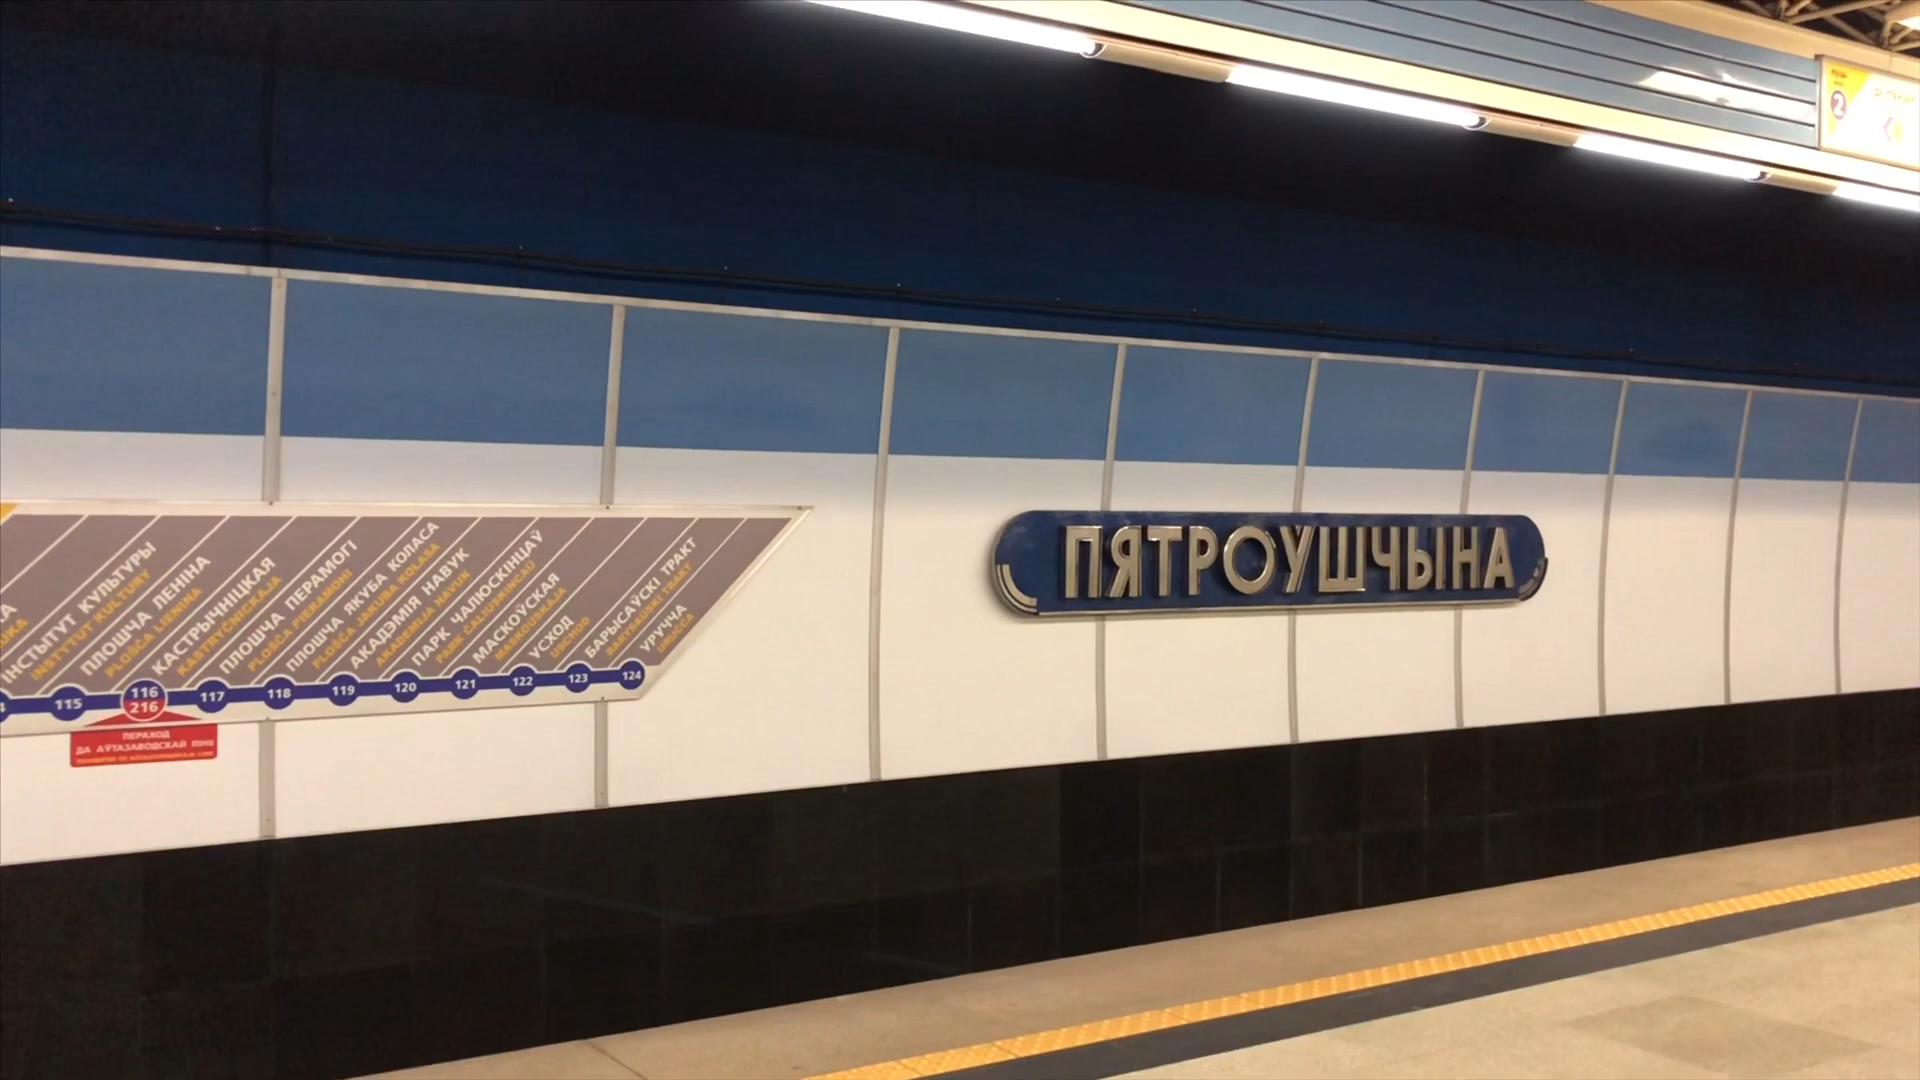 ІНСТЫТУТ КУЛЬТУРЫ
INSTYTUT KULTURY
ПЛОШЧА ЛЕНІНА
PLOŠČA LIENINA
КАСТРЫЧНІЦКАЯ
KASTRYČNICKAJA
ПЛОШЧА ПЕРАМОГІ
PLOŠČA PIERAMOHI
ПЛОШЧА ЯКУБА КОЛАСА
PLOŠČA JAKUBA KOLASA
АКАДЭМІЯ НАВУК
AKADEMIJA NAVUK
ПАРК ЧАЛЮСКІНЦАЎ
PARK ČALIUSKINCAŬ
МАСКОЎСКАЯ
MASKOŬSKAJA
УСХОД
USCHOD
БАРЫСАЎСКІ ТРАКТ
BARYSAŬSKI TRAKT
УРУЧЧА
URUČČA
115
116
216
117
118
119
120
121
122
123
124
ПЕРАХОД
ДА АЎТАЗАВОДСКАЙ ЛІНІІ
ПЯТРОЎШЧЫНА
2